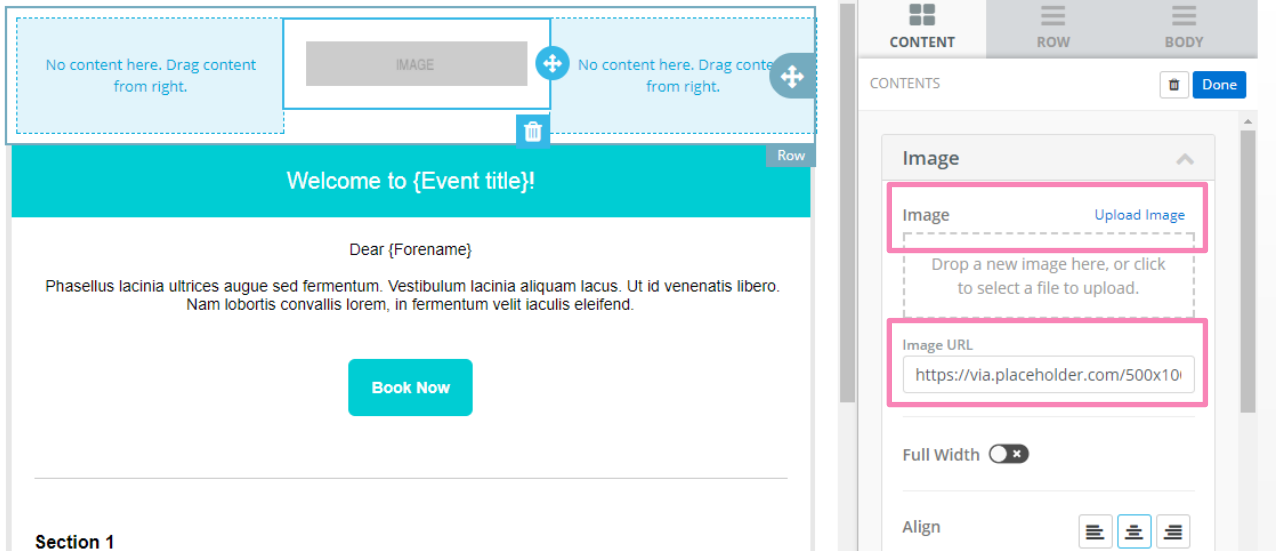 No content here. Drag content
from right.
IMAGE
No content here. Drag conte
from right.
Row
Welcome to {Event title}!
Dear {Forename}
Phasellus lacinia ultrices augue sed fermentum. Vestibulum lacinia aliquam lacus. Ut id venenatis libero.
Nam lobortis convallis lorem, in fermentum velit iaculis eleifend.
Book Now
Section 1
CONTENT
ROW
BODY
CONTENTS
Done
Image
Image
Upload Image
Drop a new image here, or click
to select a file to upload.
Image URL
https://via.placeholder.com/500x10
Full Width
Align